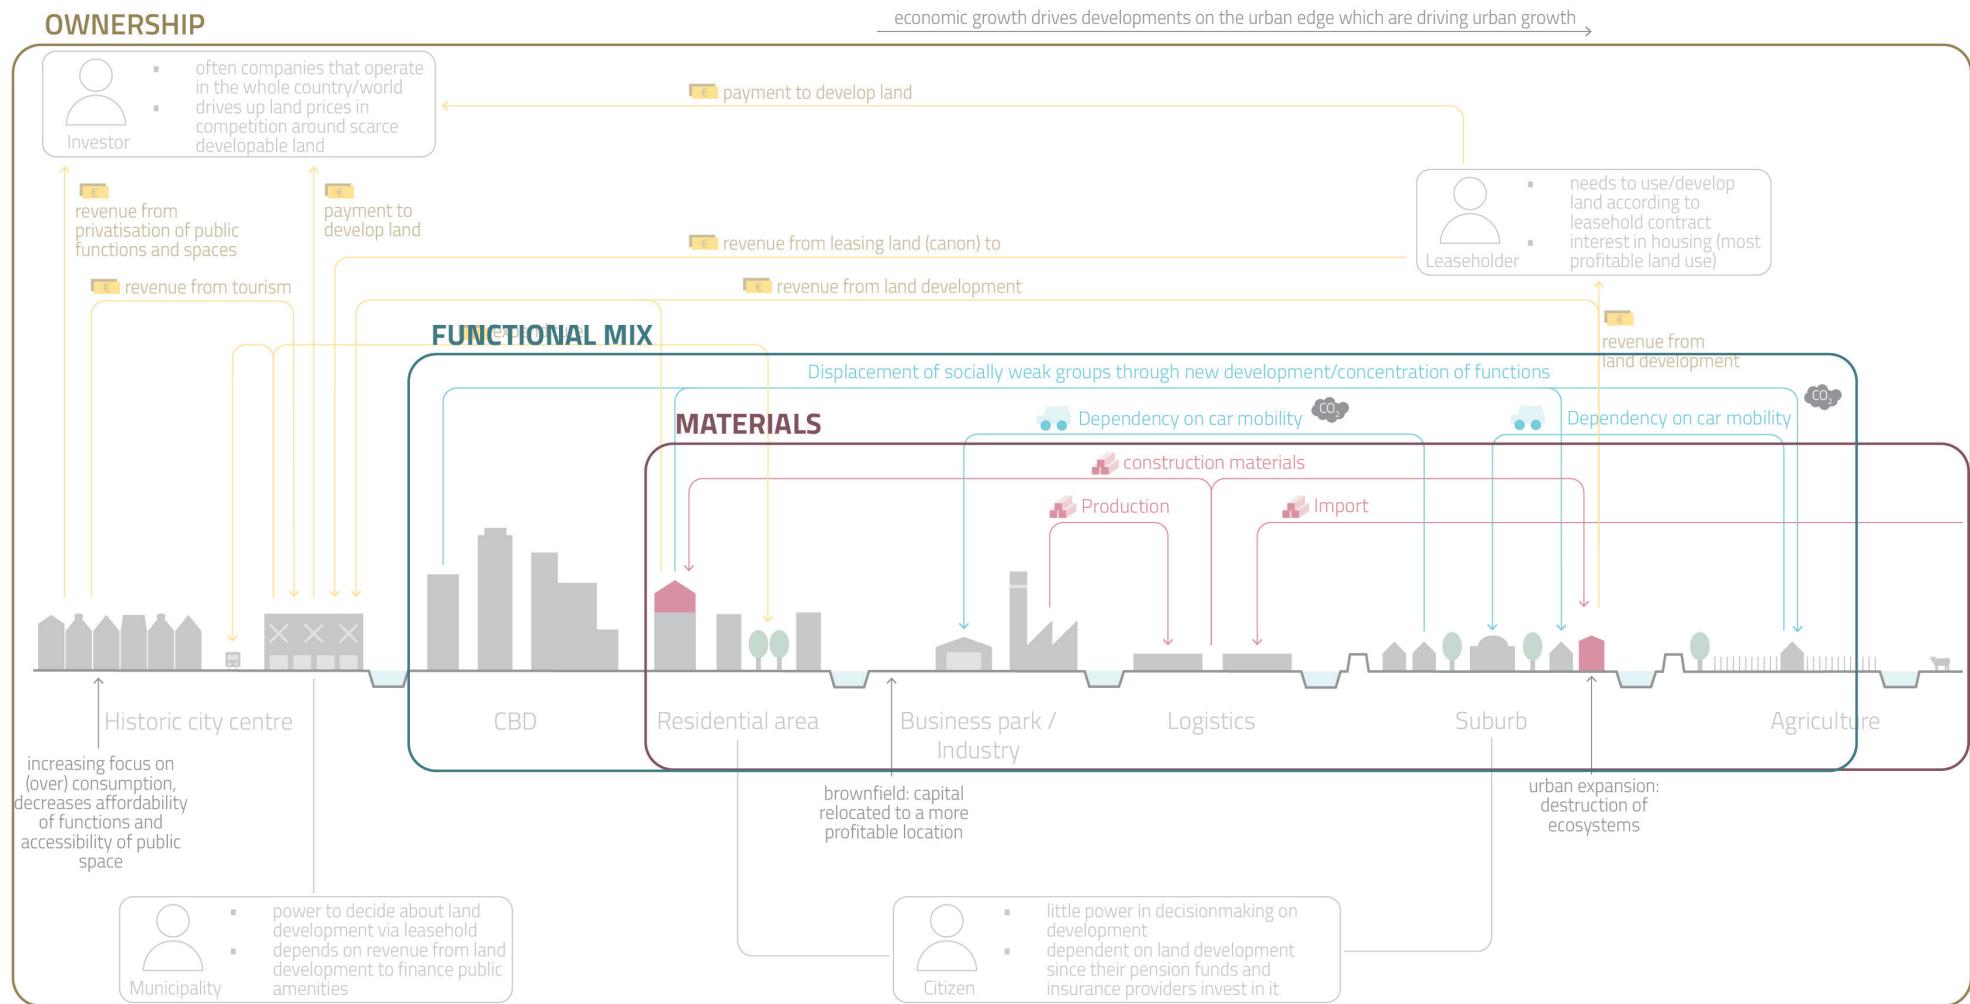 OWNERSHIP
economic growth drives developments on the urban edge which are driving urban growth
often companies that operate
in the whole country/world
drives up land prices in
competition around scarce
developable land
Investor
€ payment to develop land
€
revenue from
privatisation of public
functions and spaces
€
payment to
develop land
needs to use/develop
land according to
leasehold contract
interest in housing (most
profitable land use)
Leaseholder
€ revenue from leasing land (canon) to
€ revenue from tourism
€ revenue from land development
€
revenue from
land development
expenditure
FUNCTIONAL MIX
Displacement of socially weak groups through new development/concentration of functions
CO2
CO2
Dependency on car mobility
Dependency on car mobility
MATERIALS
construction materials
Production
Import
Historic city centre
CBD
Residential area
Business park /
Industry
Logistics
Suburb
Agriculture
increasing focus on
(over) consumption,
decreases affordability
of functions and
accessibility of public
space
brownfield: capital
relocated to a more
profitable location
urban expansion:
destruction of
ecosystems
power to decide about land
development via leasehold
depends on revenue from land
development to finance public
amenities
Municipality
little power in decisionmaking on
development
dependent on land development
since their pension funds and
insurance providers invest in it
Citizen